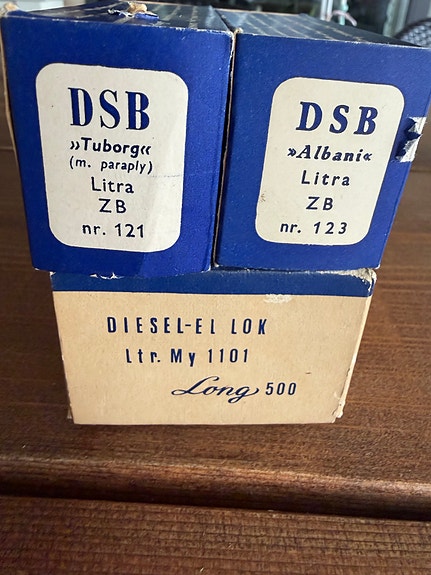 DSB
»Tuborg«
(m. paraply)
Litra
ZB
nr. 121
DSB
»Albani«
Litra
ZB
nr. 123
DIESEL-EL LOK
Ltr. My 1101
Long 500